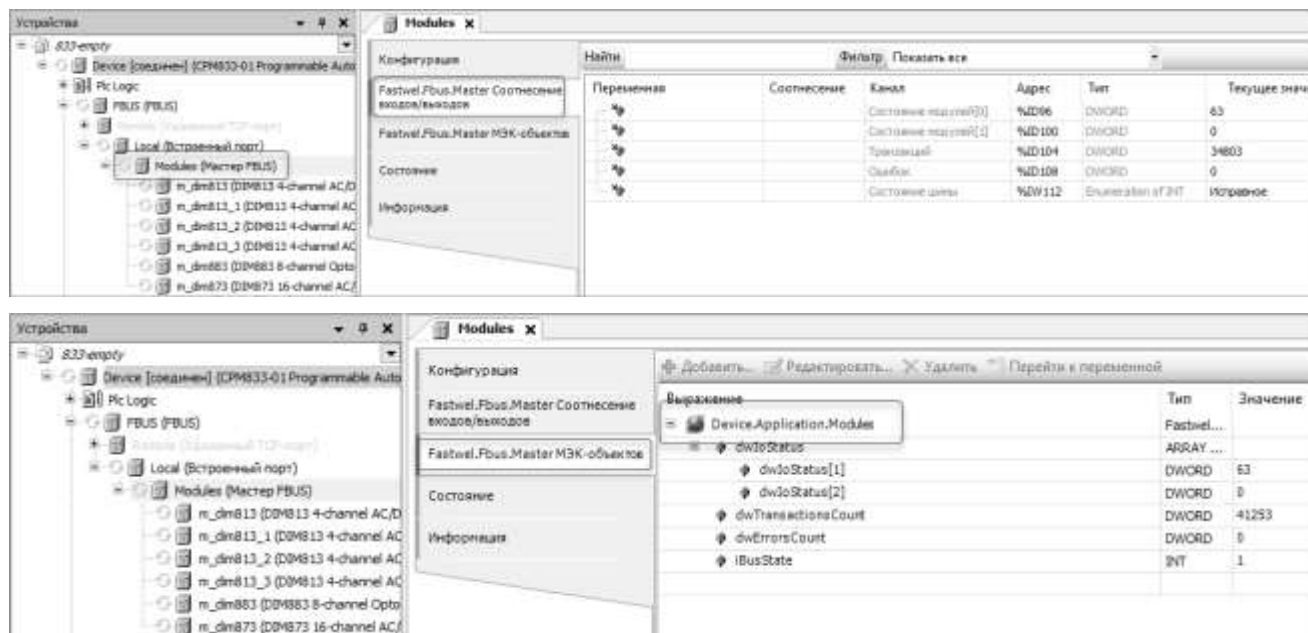 Устройства
833-empty
Device [соединен] (CPM833-01 Programmable Auto
Plc Logic
FBUS (FBUS)
Local (Встроенный порт)
Modules (Мастер FBUS)
m_dim813 (DIM813 4-channel AC/D
m_dim813_1 (DIM813 4-channel AC
m_dim813_2 (DIM813 4-channel AC
m_dim813_3 (DIM813 4-channel AC
m_dim883 (DIM883 8-channel Opto
m_dim873 (DIM873 16-channel AC/
Modules
Конфигурация
Fastwel.Fbus.Master Соотнесение
входов/выходов
Fastwel.Fbus.Master МЭК-объектов
Состояние
Информация
Найти Фильтр Показать все
Переменная Соотнесение Канал Адрес Тип Текущее знач
Состояние модулей[0] %ID96 DWORD 63
Состояние модулей[1] %ID100 DWORD 0
Транзакций %ID104 DWORD 34803
Ошибок %ID108 DWORD 0
Состояние шины %IW112 Enumeration of INT Исправное
Устройства
833-empty
Device [соединен] (CPM833-01 Programmable Auto
Plc Logic
FBUS (FBUS)
Local (Встроенный порт)
Modules (Мастер FBUS)
m_dim813 (DIM813 4-channel AC/D
m_dim813_1 (DIM813 4-channel AC
m_dim813_2 (DIM813 4-channel AC
m_dim813_3 (DIM813 4-channel AC
m_dim883 (DIM883 8-channel Opto
m_dim873 (DIM873 16-channel AC/
Modules
Конфигурация
Fastwel.Fbus.Master Соотнесение
входов/выходов
Fastwel.Fbus.Master МЭК-объектов
Состояние
Информация
Добавить... Редактировать... Удалить Перейти к переменной
Выражение Тип Значение
Device.Application.Modules Fastwel...
dwIoStatus ARRAY ...
dwIoStatus[1] DWORD 63
dwIoStatus[2] DWORD 0
dwTransactionsCount DWORD 41253
dwErrorsCount DWORD 0
iBusState INT 1